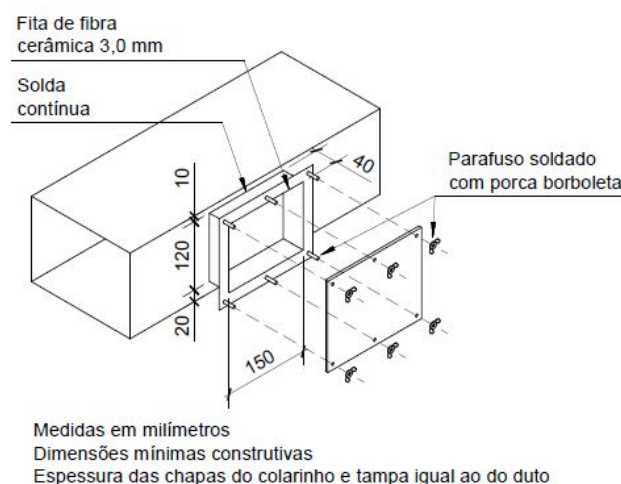 Fita de fibra
cerâmica 3,0 mm
Solda
contínua
40
Parafuso soldado
com porca borboleta
10
120
20
150
Medidas em milímetros
Dimensões mínimas construtivas
Espessura das chapas do colarinho e tampa igual ao do duto